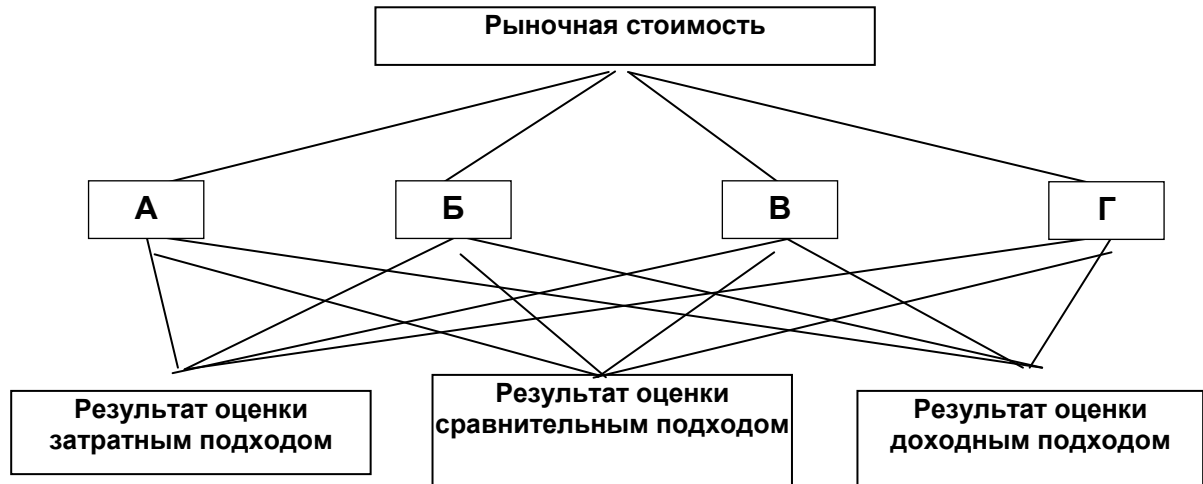 Рыночная стоимость
А
Б
В
Г
Результат оценки
затратным подходом
Результат оценки
сравнительным подходом
Результат оценки
доходным подходом